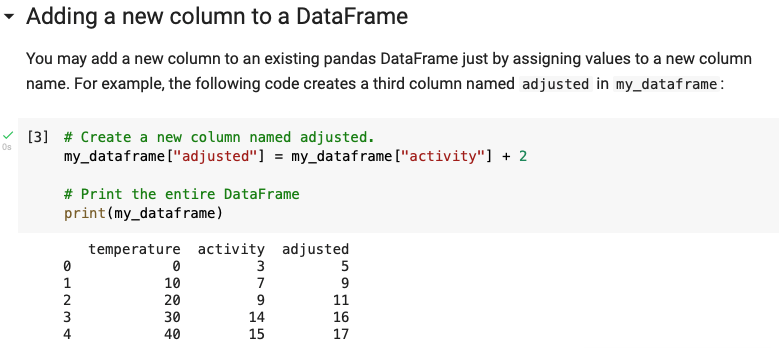 Adding a new column to a DataFrame
You may add a new column to an existing pandas DataFrame just by assigning values to a new column
name. For example, the following code creates a third column named adjusted in my_dataframe:
[3] # Create a new column named adjusted.
0s my_dataframe["adjusted"] = my_dataframe["activity"] + 2
# Print the entire DataFrame
print(my_dataframe)
temperature activity adjusted
0 0 3 5
1 10 7 9
2 20 9 11
3 30 14 16
4 40 15 17